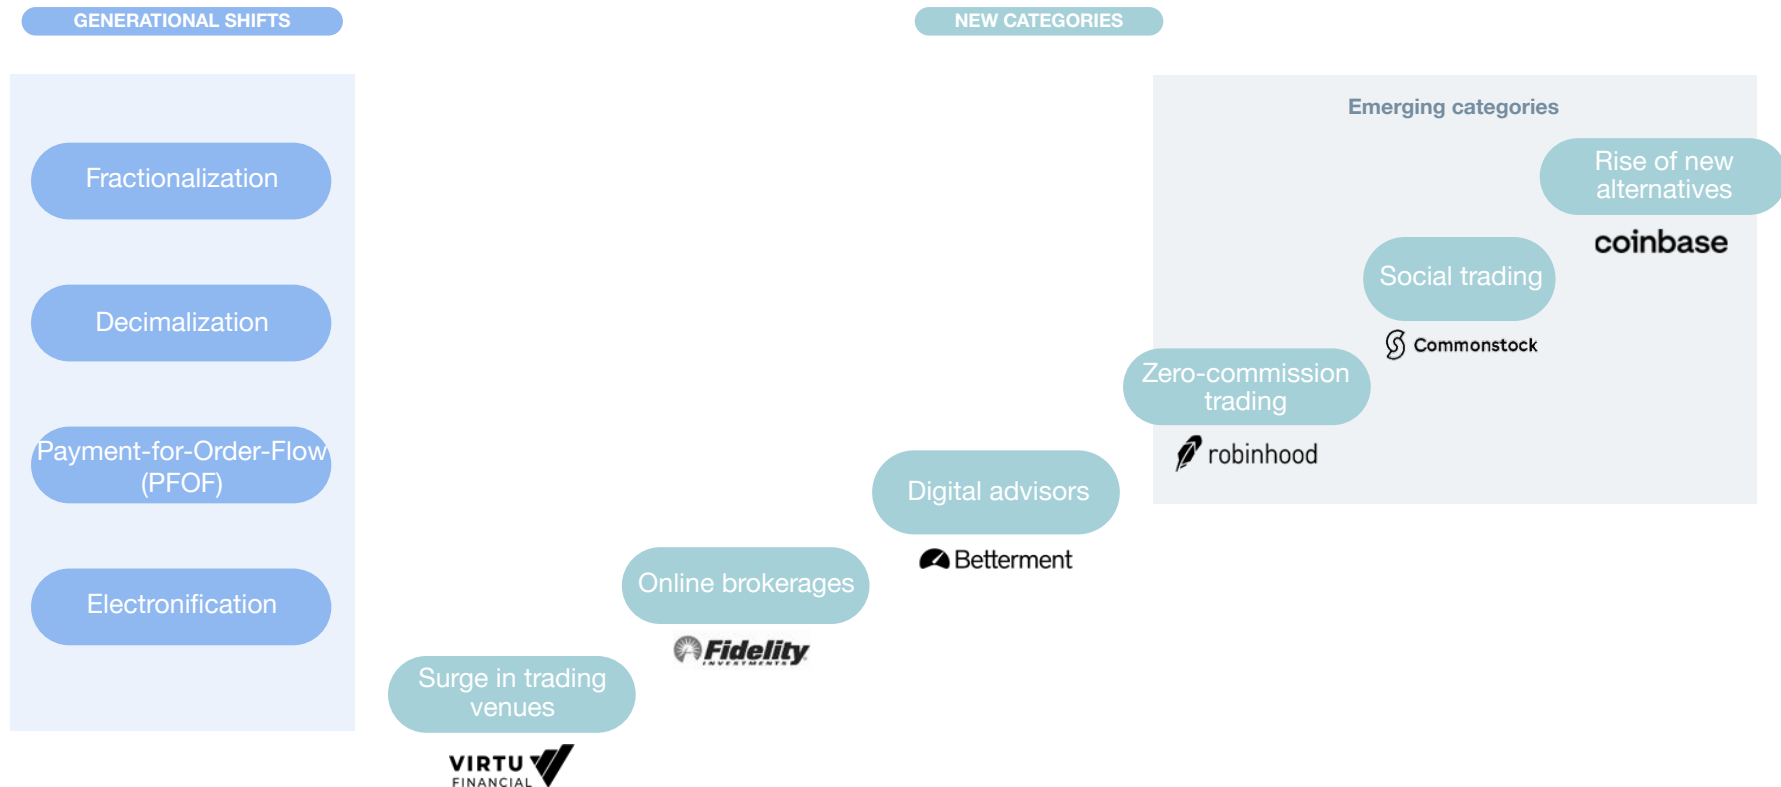 GENERATIONAL SHIFTS
NEW CATEGORIES
Fractionalization
Decimalization
Payment-for-Order-Flow
(PFOF)
Electronification
Surge in trading
venues
VIRTU
FINANCIAL
Online brokerages
Fidelity
INVESTMENTS
Digital advisors
Betterment
Emerging categories
Zero-commission
trading
robinhood
Social trading
Commonstock
Rise of new
alternatives
coinbase